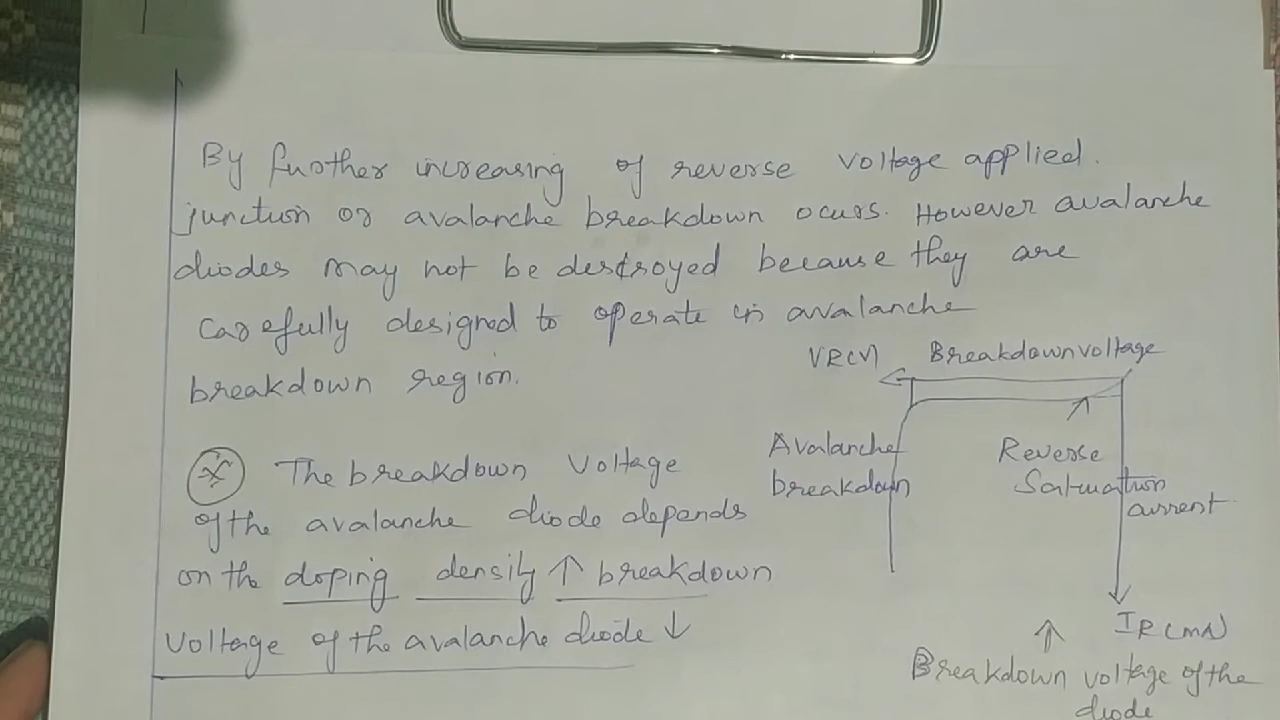 By further increasing of reverse voltage applied.
junction or avalanche breakdown ocurs. However avalanche
diodes may not be destroyed because they are
carefully designed to operate in avalanche
breakdown region.
VR(V) Breakdown voltage
Avalanche
breakdown
Reverse
Saturation
current
IR(MA)
Breakdown voltage of the
diode
* The breakdown voltage
of the avalanche diode depends
on the doping density ↑ breakdown
voltage of the avalanche diode ↓